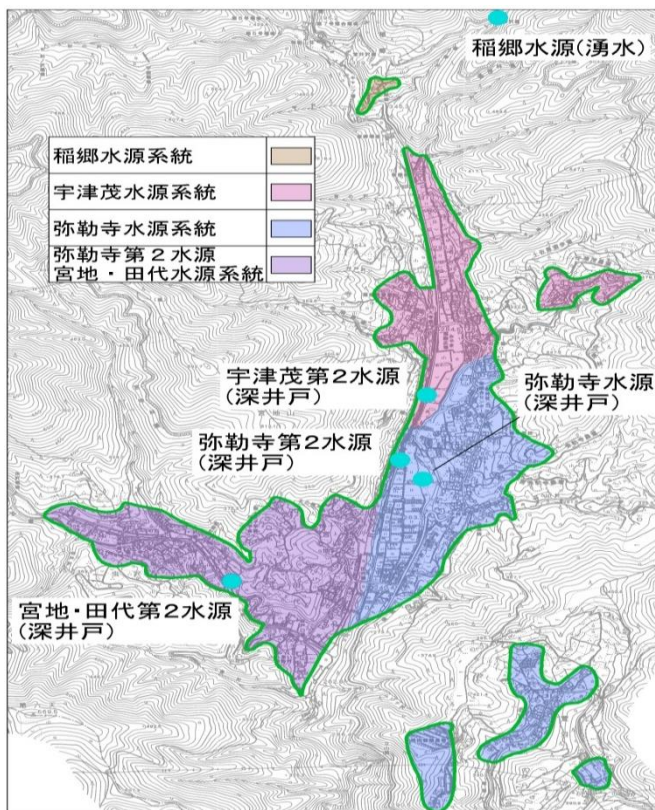 稲郷水源(湧水)
稲郷水源系統
宇津茂水源系統
弥勒寺水源系統
弥勒寺第2水源
宮地・田代水源系統
宇津茂第2水源
(深井戸)
弥勒寺水源
(深井戸)
弥勒寺第2水源
(深井戸)
宮地・田代第2水源
(深井戸)